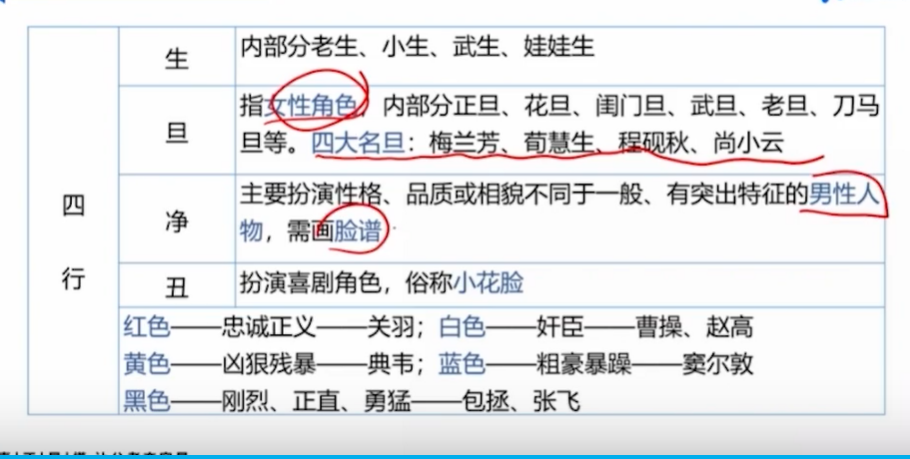 四
行
生
内部分老生、小生、武生、娃娃生
旦
指女性角色，内部分正旦、花旦、闺门旦、武旦、老旦、刀马
旦等。四大名旦：梅兰芳、荀慧生、程砚秋、尚小云
净
主要扮演性格、品质或相貌不同于一般、有突出特征的男性人
物，需画脸谱
丑
扮演喜剧角色，俗称小花脸
红色——忠诚正义——关羽；白色——奸臣——曹操、赵高
黄色——凶狠残暴——典韦；蓝色——粗豪暴躁——窦尔敦
黑色——刚烈、正直、勇猛——包拯、张飞